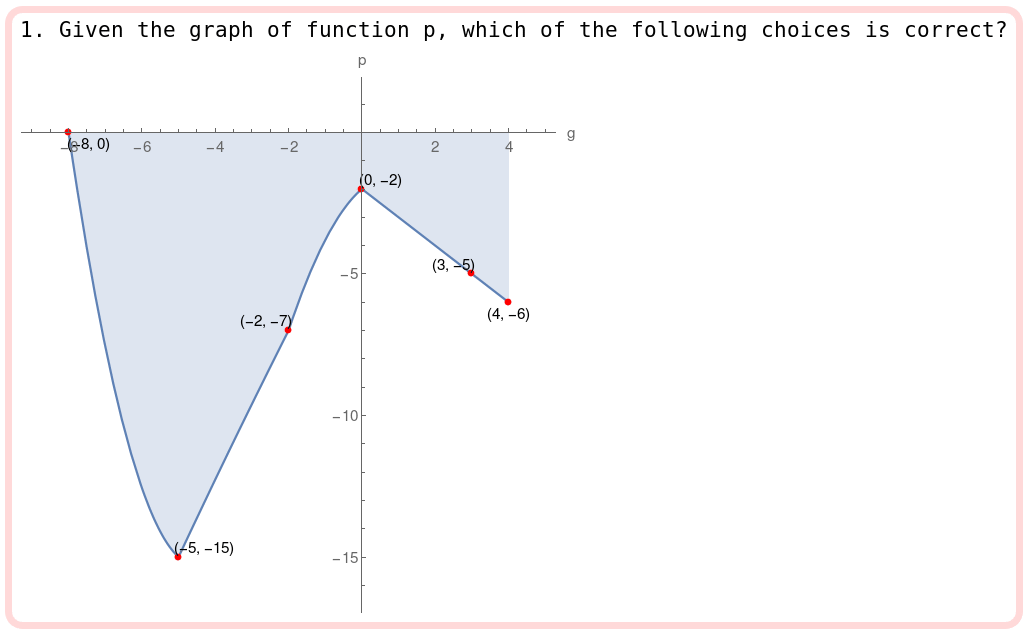 1. Given the graph of function p, which of the following choices is correct?
p
g
-8 -6 -4 -2 2 4
(-8, 0)
(0, -2)
(3, -5)
-5
(4, -6)
(-2, -7)
-10
(-5, -15)
-15